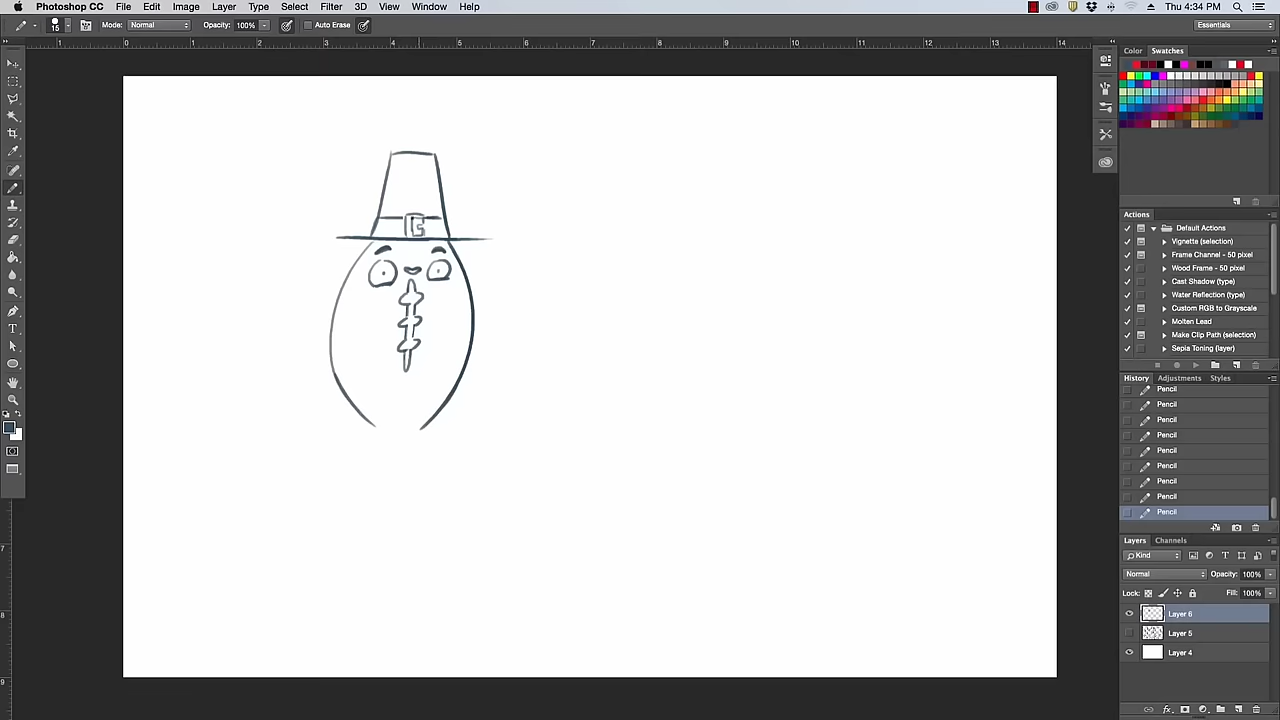 Photoshop CC File Edit Image Layer Type Select Filter 3D View Window Help Thu 4:34 PM
15 Mode: Normal Opacity: 100% Auto Erase Essentials
1 0 1 2 3 4 5 6 7 8 9 10 11 12 13 14
Color Swatches
Actions
Default Actions
Vignette (selection)
Frame Channel - 50 pixel
Wood Frame - 50 pixel
Cast Shadow (type)
Water Reflection (type)
Custom RGB to Grayscale
Molten Lead
Make Clip Path (selection)
Sepia Toning (layer)
History Adjustments Styles
Pencil
Pencil
Pencil
Pencil
Pencil
Pencil
Pencil
Pencil
Pencil
Layers Channels
Kind
Normal Opacity: 100%
Lock: Fill: 100%
Layer 6
Layer 5
Layer 4
7
8
9